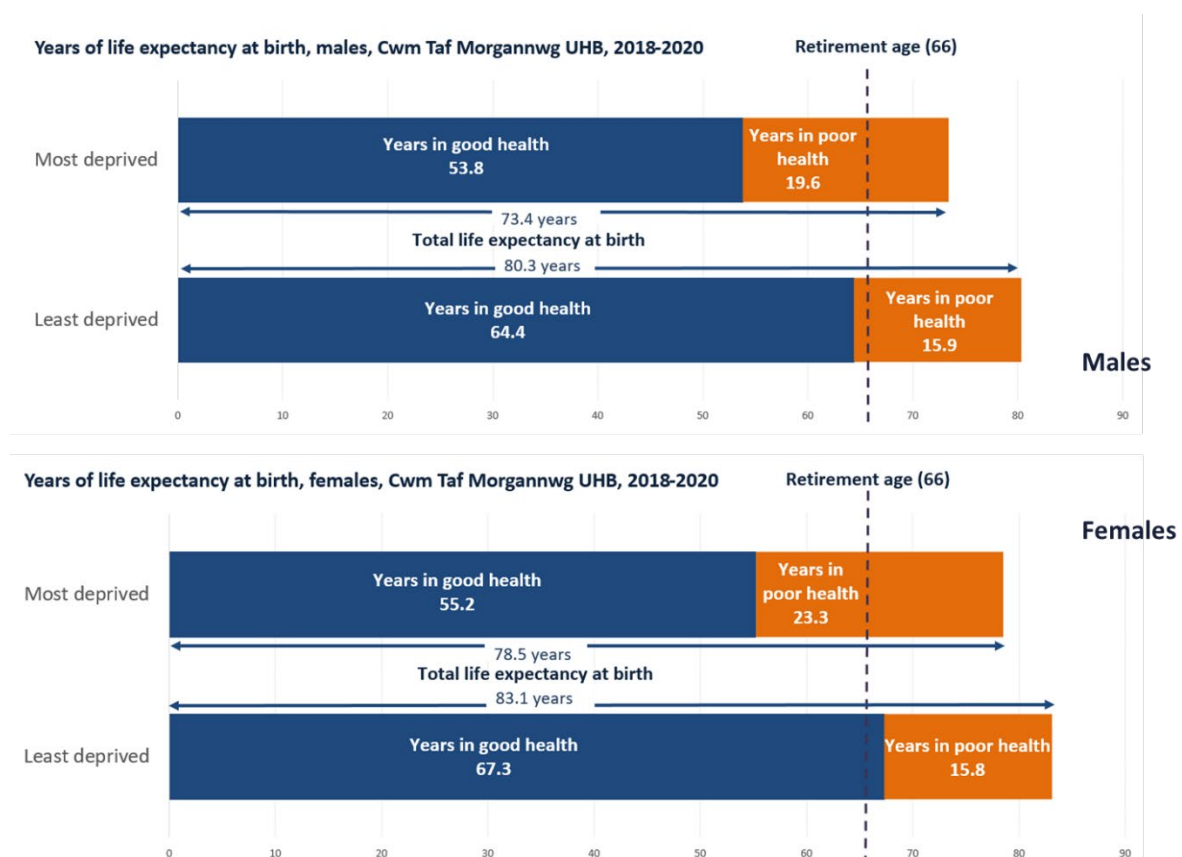 Years of life expectancy at birth, males, Cwm Taf Morgannwg UHB, 2018-2020
Retirement age (66)
Most deprived
Years in good health
53.8
Years in poor
health
19.6
73.4 years
Total life expectancy at birth
80.3 years
Least deprived
Years in good health
64.4
Years in poor
health
15.9
Males
0 10 20 30 40 50 60 70 80 90
Years of life expectancy at birth, females, Cwm Taf Morgannwg UHB, 2018-2020
Retirement age (66)
Females
Most deprived
Years in good health
55.2
Years in
poor health
23.3
78.5 years
Total life expectancy at birth
83.1 years
Least deprived
Years in good health
67.3
Years in poor health
15.8
0 10 20 30 40 50 60 70 80 90